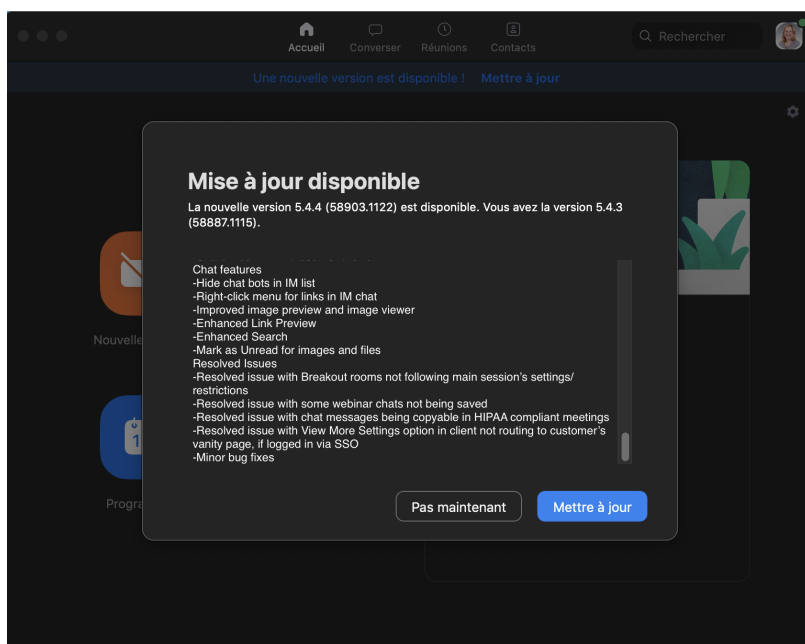 Accueil
Converser
Réunions
Contacts
Rechercher
Une nouvelle version est disponible ! Mettre à jour
Mise à jour disponible
La nouvelle version 5.4.4 (58903.1122) est disponible. Vous avez la version 5.4.3
(58887.1115).
Chat features
-Hide chat bots in IM list
-Right-click menu for links in IM chat
-Improved image preview and image viewer
-Enhanced Link Preview
-Enhanced Search
-Mark as Unread for images and files
Resolved Issues
-Resolved issue with Breakout rooms not following main session's settings/
restrictions
-Resolved issue with some webinar chats not being saved
-Resolved issue with chat messages being copyable in HIPAA compliant meetings
-Resolved issue with View More Settings option in client not routing to customer's
vanity page, if logged in via SSO
-Minor bug fixes
Nouvelle
1
Progra
Pas maintenant
Mettre à jour